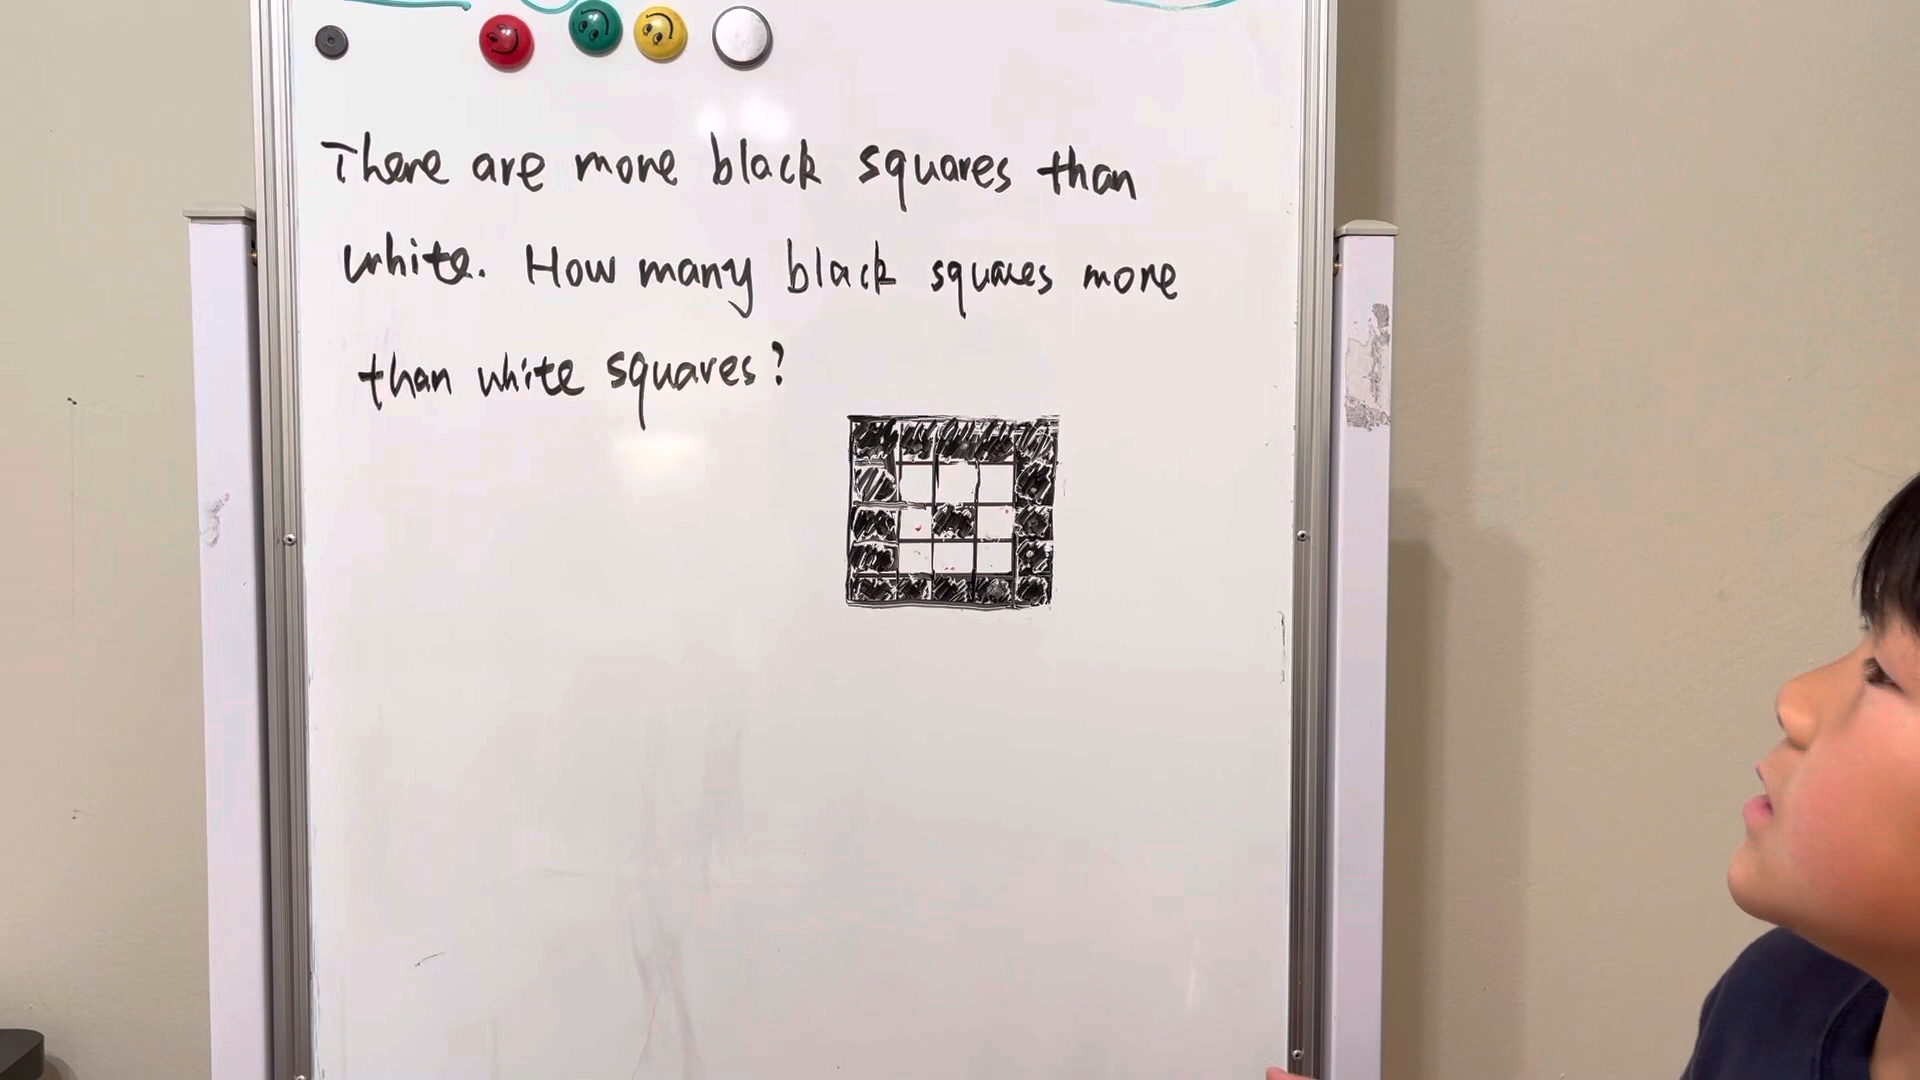 There are more black squares than
white. How many black squares more
than white squares?